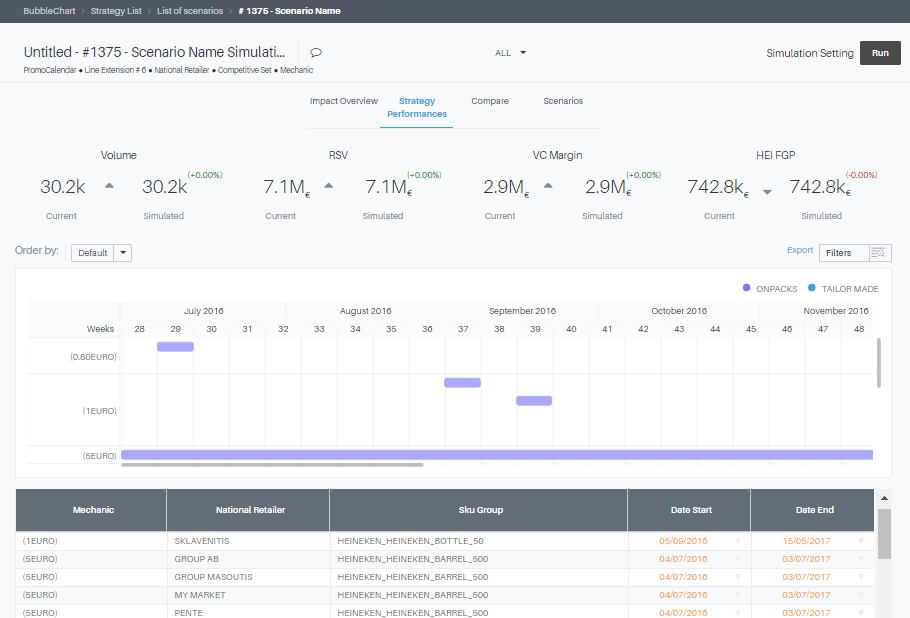 BubbleChart › Strategy List › List of scenarios › # 1375 - Scenario Name
Untitled - #1375 - Scenario Name Simulati...
ALL
Simulation Setting Run
PromoCalendar • Line Extension # 6 • National Retailer • Competitive Set • Mechanic
Impact Overview Strategy Performances Compare Scenarios
Volume RSV VC Margin HEI FGP
30.2k 30.2k (+0.00%) 7.1M€ 7.1M€ (+0.00%) 2.9M€ 2.9M€ (+0.00%) 742.8k€ 742.8k€ (-0.00%)
Current Simulated Current Simulated Current Simulated Current Simulated
Order by: Default Export Filters
ONPACKS TAILOR MADE
July 2016 August 2016 September 2016 October 2016 November 2016
Weeks 28 29 30 31 32 33 34 35 36 37 38 39 40 41 42 43 44 45 46 47 48
(0.80EURO)
(1EURO)
(5EURO)
Mechanic National Retailer Sku Group Date Start Date End
(1EURO) SKLAVENITIS HEINEKEN_HEINEKEN_BOTTLE_50 05/09/2016 15/05/2017
(5EURO) GROUP AB HEINEKEN_HEINEKEN_BARREL_500 04/07/2016 03/07/2017
(5EURO) GROUP MASOUTIS HEINEKEN_HEINEKEN_BARREL_500 04/07/2016 03/07/2017
(5EURO) MY MARKET HEINEKEN_HEINEKEN_BARREL_500 04/07/2016 03/07/2017
(5EURO) PENTE HEINEKEN_HEINEKEN_BARREL_500 04/07/2016 03/07/2017